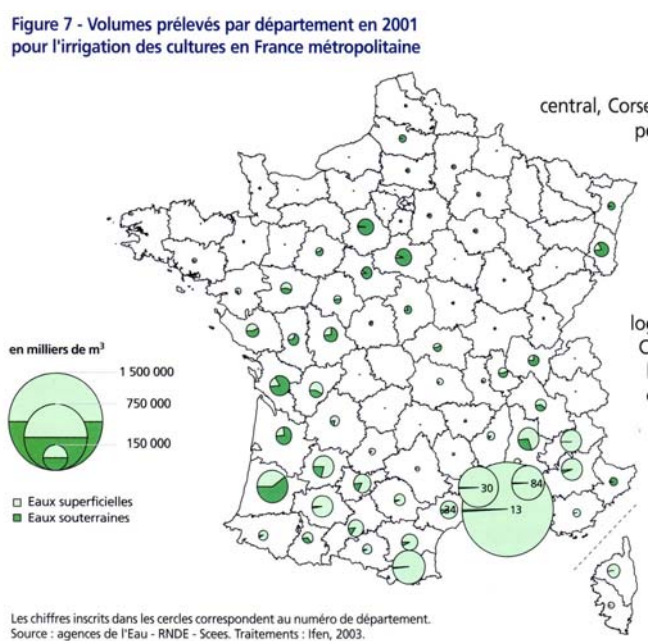 Figure 7 - Volumes prélevés par département en 2001
pour l'irrigation des cultures en France métropolitaine
central, Corse
en milliers de m³
1 500 000
750 000
150 000
Eaux superficielles
Eaux souterraines
30
84
34
13
Les chiffres inscrits dans les cercles correspondent au numéro de département.
Source : agences de l'Eau - RNDE - Scees. Traitements : Ifen, 2003.